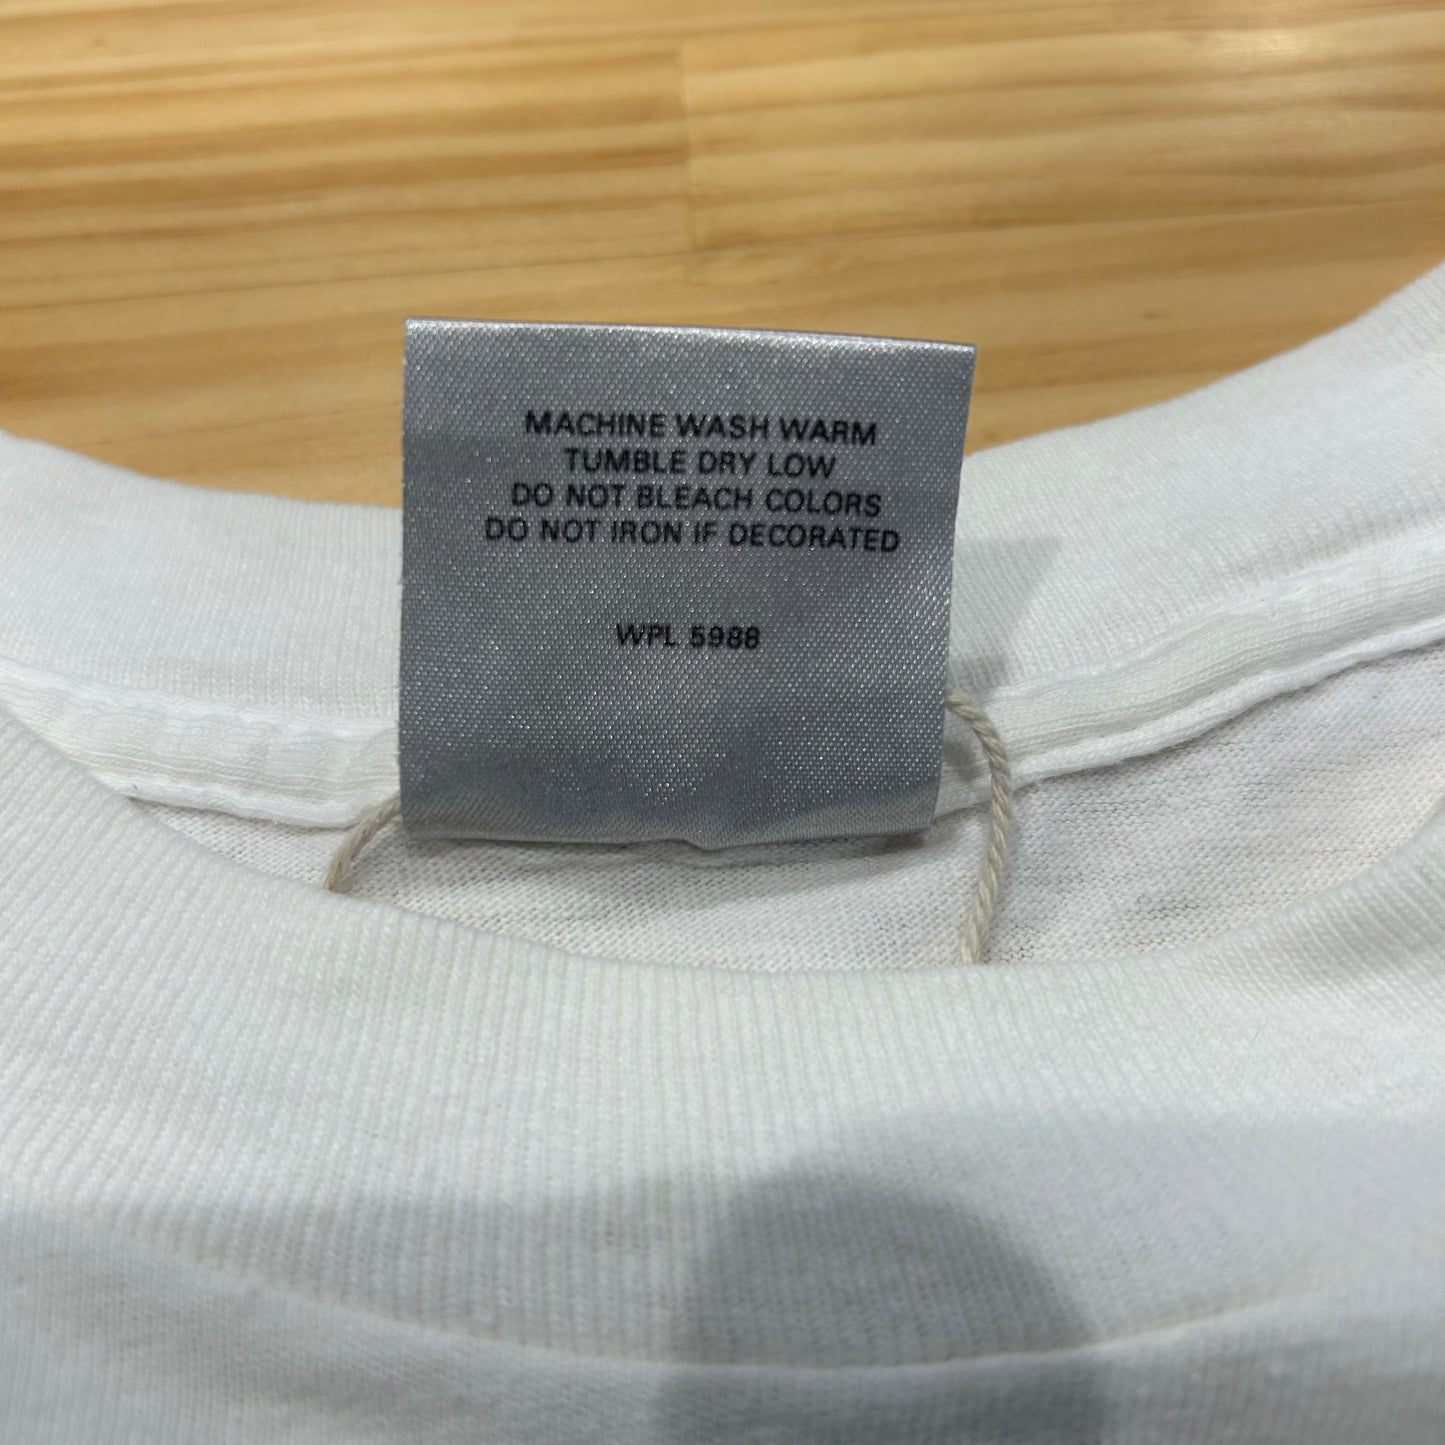 MACHINE WASH WARM
TUMBLE DRY LOW
DO NOT BLEACH COLORS
DO NOT IRON IF DECORATED
WPL 5988